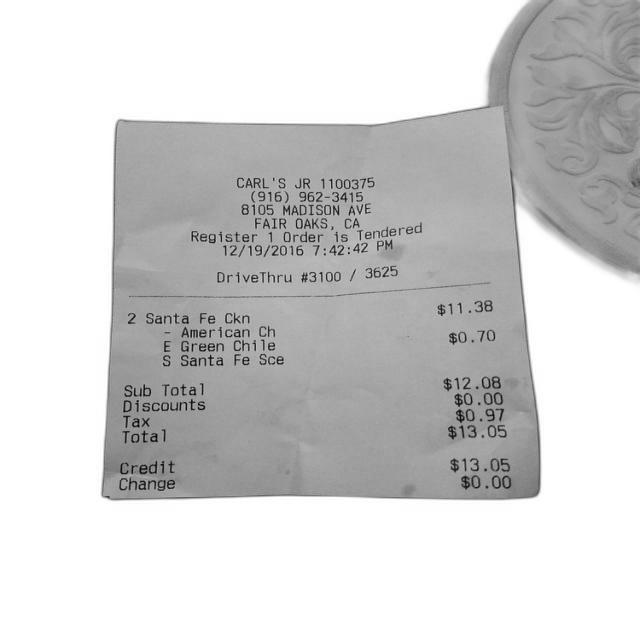 CARL'S JR 1100375
(916) 962-3415
8105 MADISON AVE
FAIR OAKS, CA
Register 1 Order is Tendered
12/19/2016 7:42:42 PM
DriveThru #3100 / 3625
2 Santa Fe Ckn $11.38
- American Ch
E Green Chile $0.70
S Santa Fe Sce
Sub Total $12.08
Discounts $0.00
Tax $0.97
Total $13.05
Credit $13.05
Change $0.00